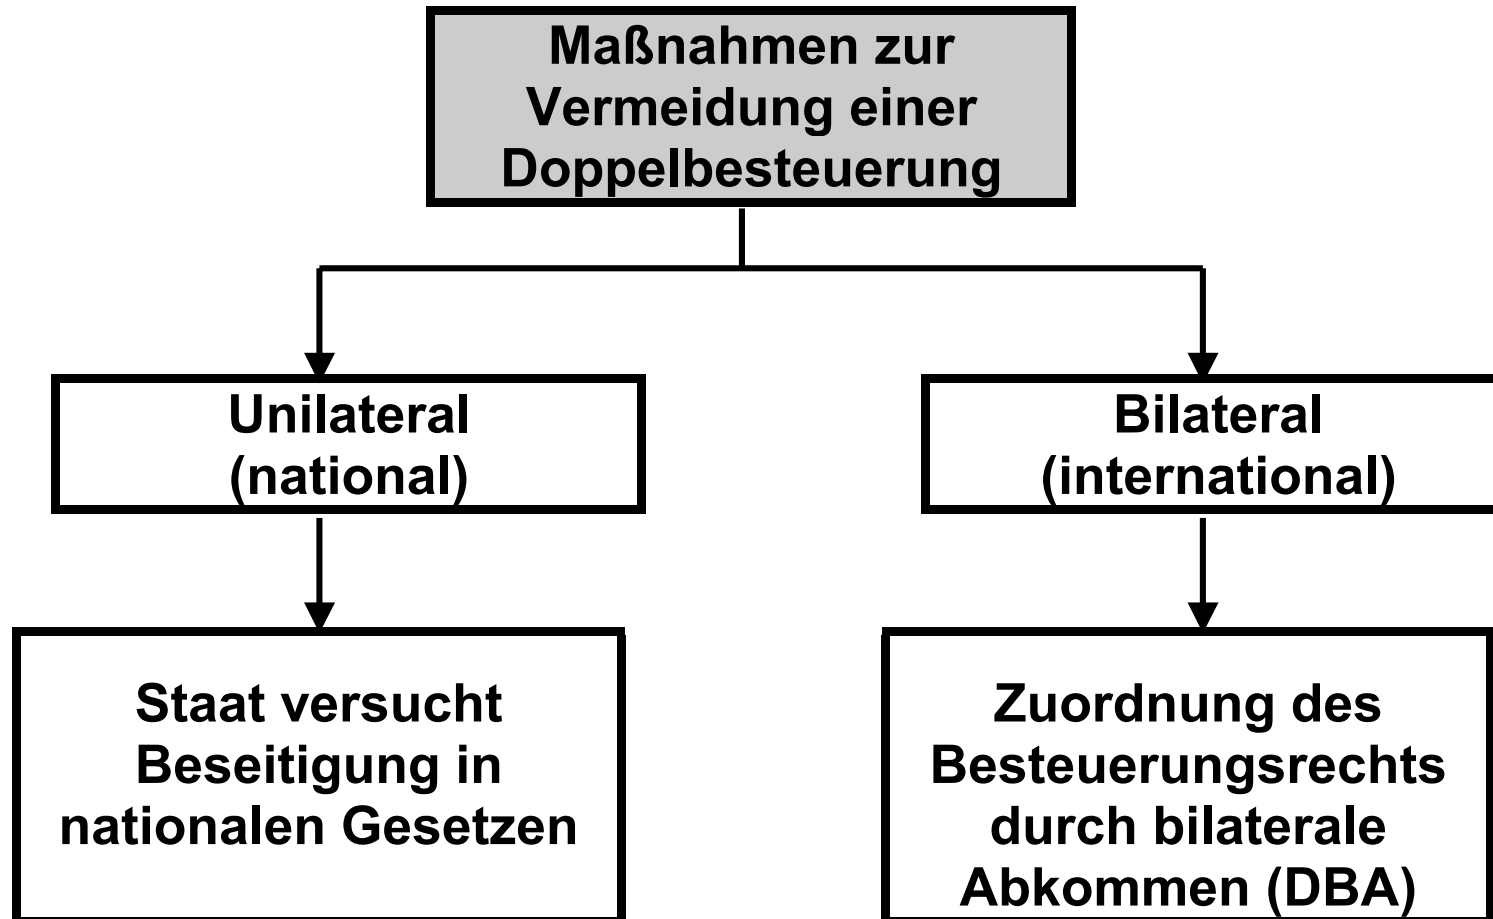 Maßnahmen zur
Vermeidung einer
Doppelbesteuerung
Unilateral
(national)
Bilateral
(international)
Staat versucht
Beseitigung in
nationalen Gesetzen
Zuordnung des
Besteuerungsrechts
durch bilaterale
Abkommen (DBA)